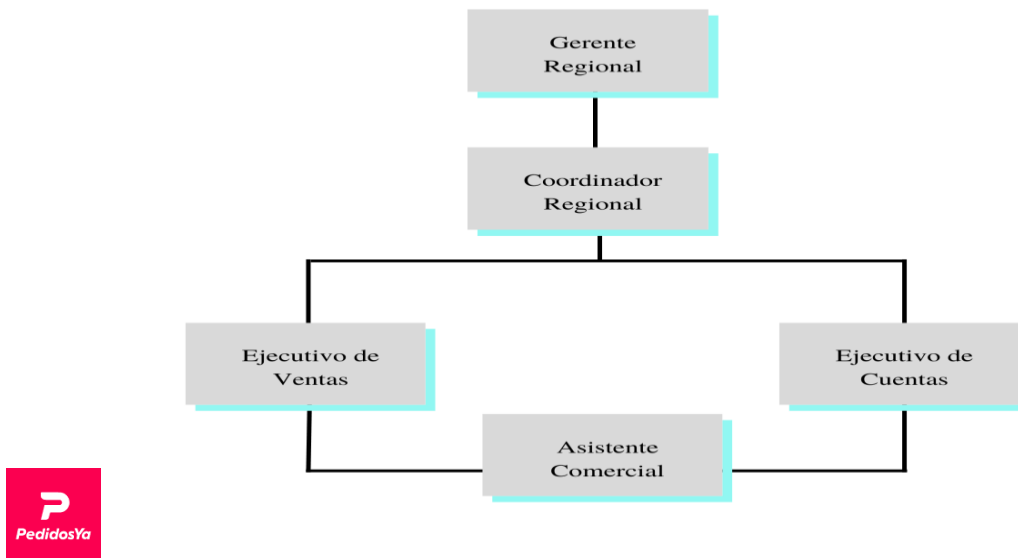 Gerente
Regional
Coordinador
Regional
Ejecutivo de
Ventas
Ejecutivo de
Cuentas
Asistente
Comercial
PedidosYa